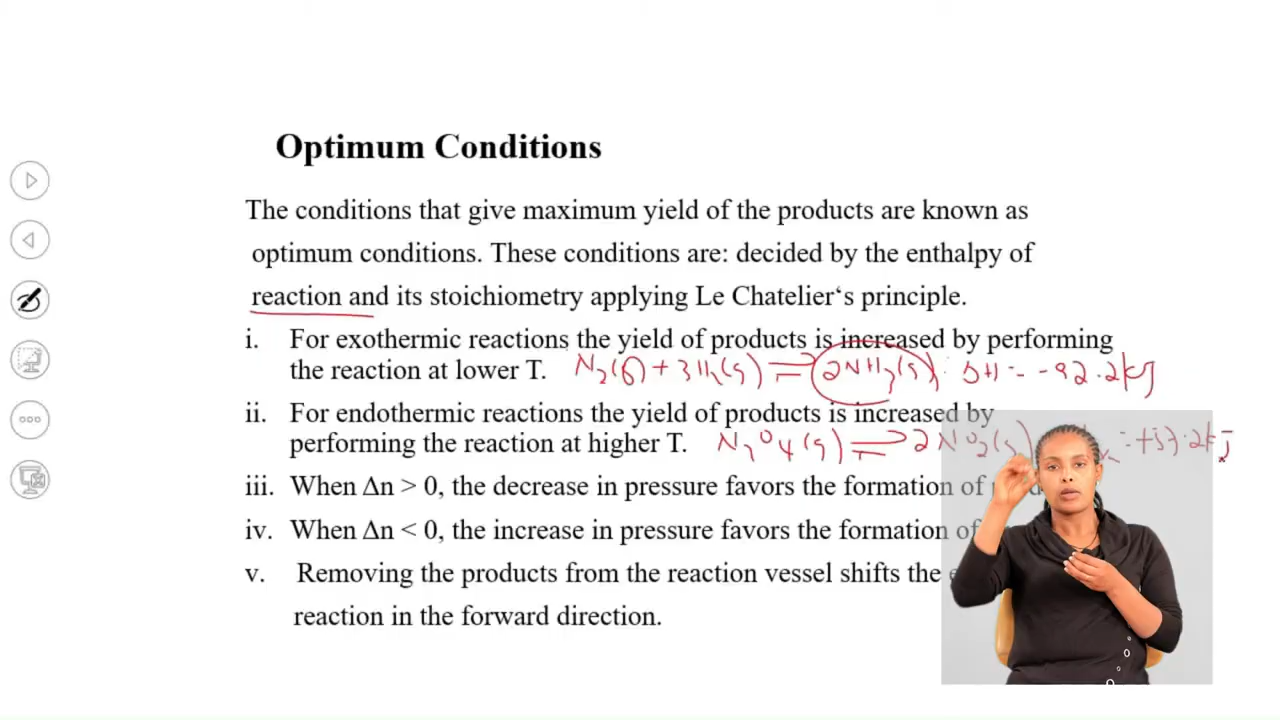 Optimum Conditions
The conditions that give maximum yield of the products are known as
optimum conditions. These conditions are: decided by the enthalpy of
reaction and its stoichiometry applying Le Chatelier‘s principle.
i. For exothermic reactions the yield of products is increased by performing
the reaction at lower T. N₂(g) + 3H₂(g) ⇌ 2NH₃(g) : ΔH = -92.2kJ
ii. For endothermic reactions the yield of products is increased by
performing the reaction at higher T. N₂O₄(g) ⇌ 2NO₂(g)
iii. When Δn > 0, the decrease in pressure favors the formation of
iv. When Δn < 0, the increase in pressure favors the formation of
v. Removing the products from the reaction vessel shifts the
reaction in the forward direction.